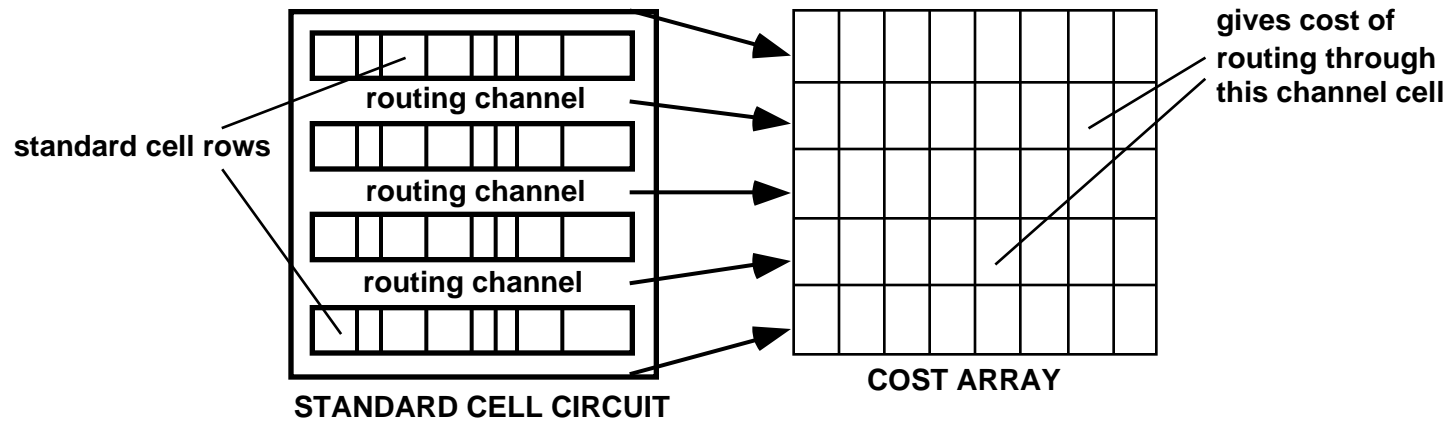 gives cost of
routing through
this channel cell
routing channel
standard cell rows
routing channel
routing channel
COST ARRAY
STANDARD CELL CIRCUIT